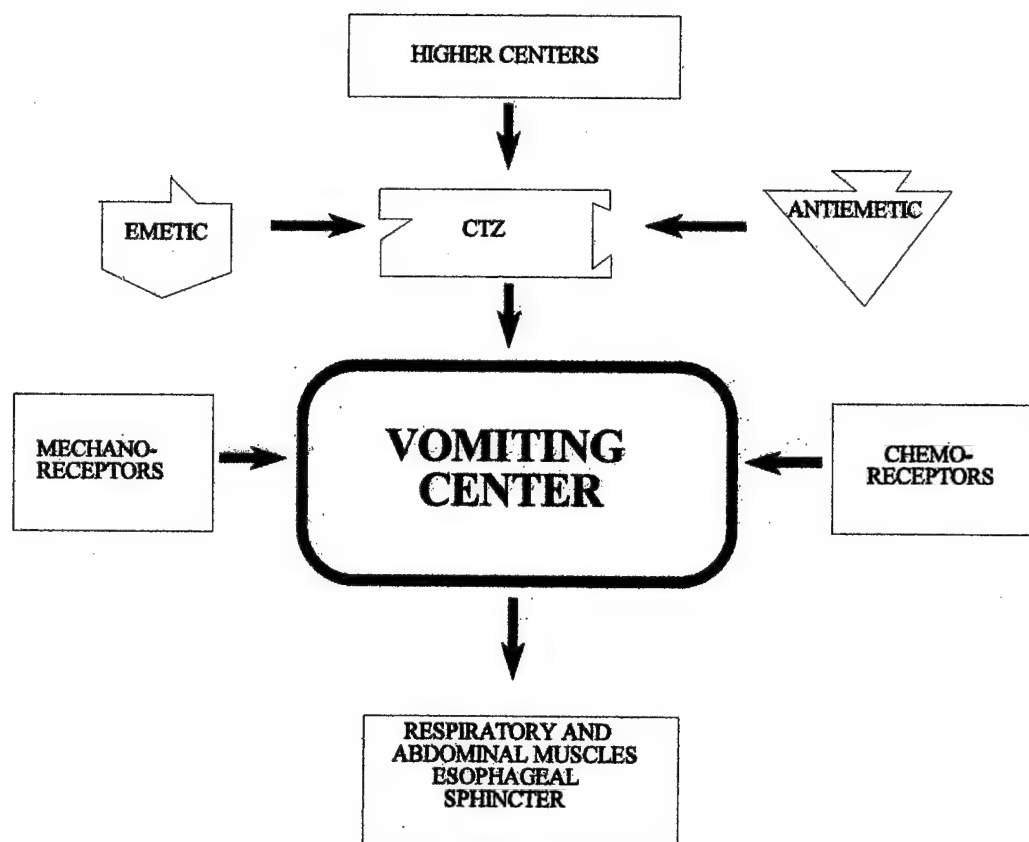 HIGHER CENTERS
EMETIC
CTZ
ANTIEMETIC
MECHANO-
RECEPTORS
VOMITING
CENTER
CHEMO-
RECEPTORS
RESPIRATORY AND
ABDOMINAL MUSCLES
ESOPHAGEAL
SPHINCTER